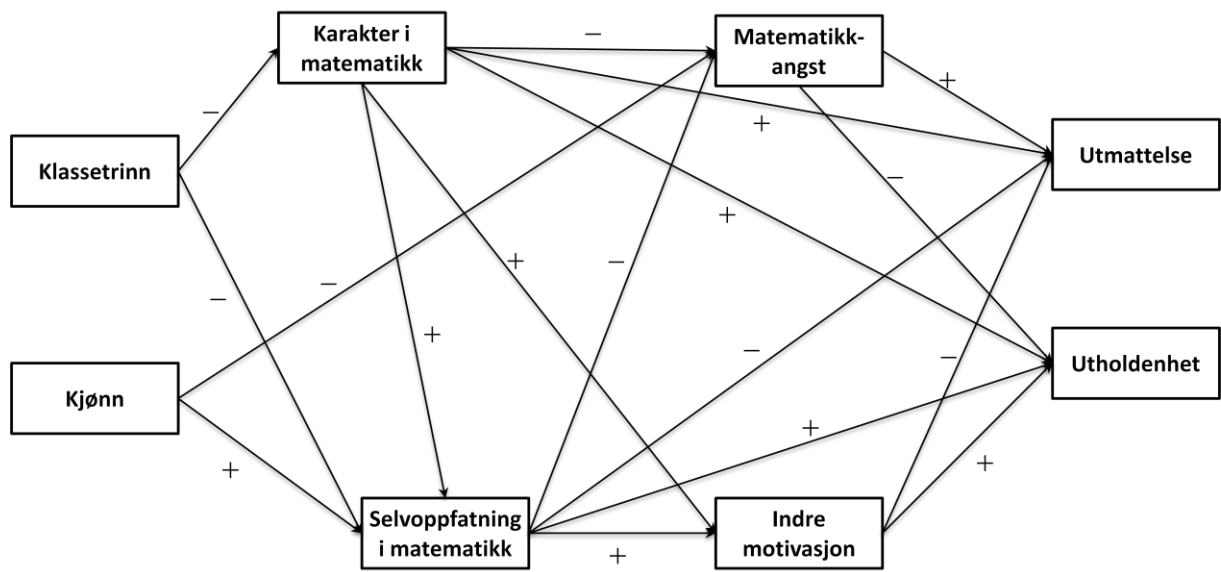 Karakter i
matematikk
Matematikk-
angst
−
+
−
+
Klassetrinn
Utmattelse
−
+
+
−
−
−
+
−
−
Kjønn
Utholdenhet
+
+
+
Selvoppfatning
i matematikk
Indre
motivasjon
+